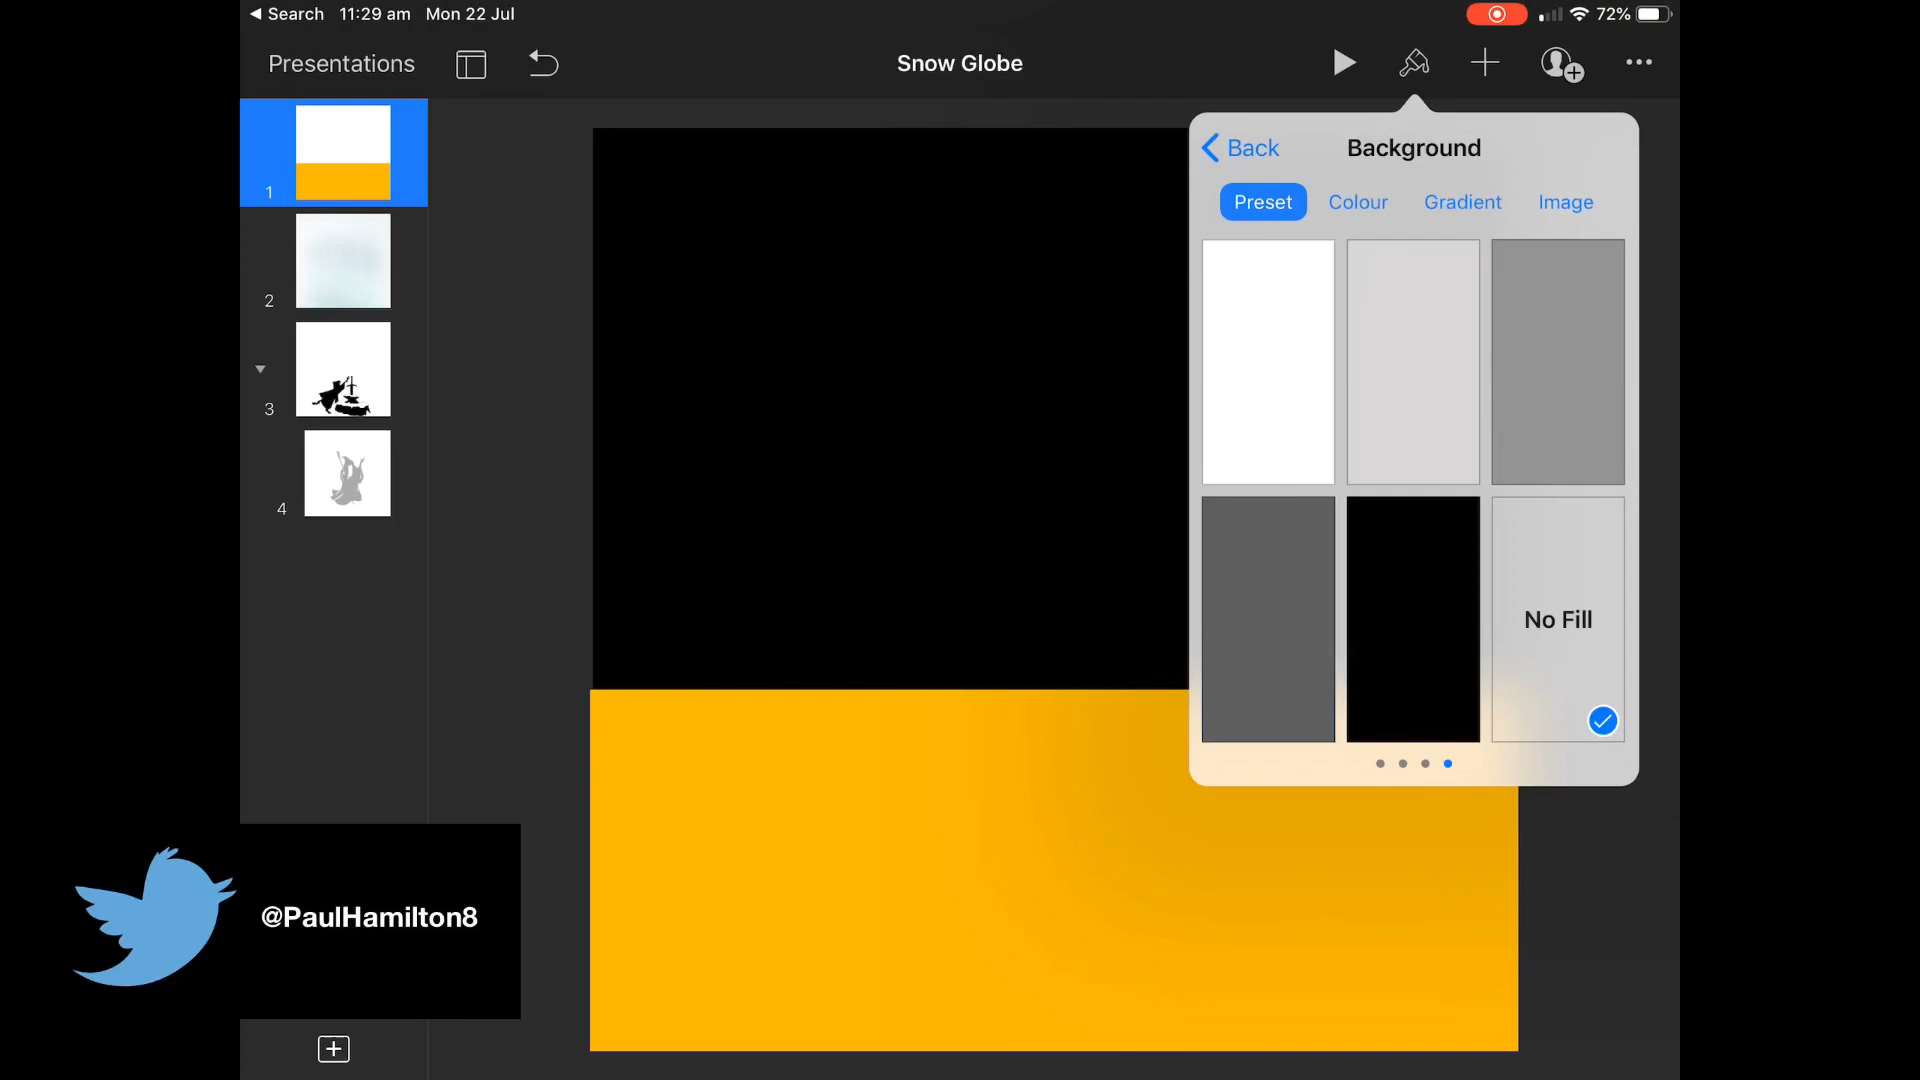 Search 11:29 am Mon 22 Jul 72%
Presentations Snow Globe
Back Background
Preset Colour Gradient Image
1
2
3
4
No Fill
@PaulHamilton8